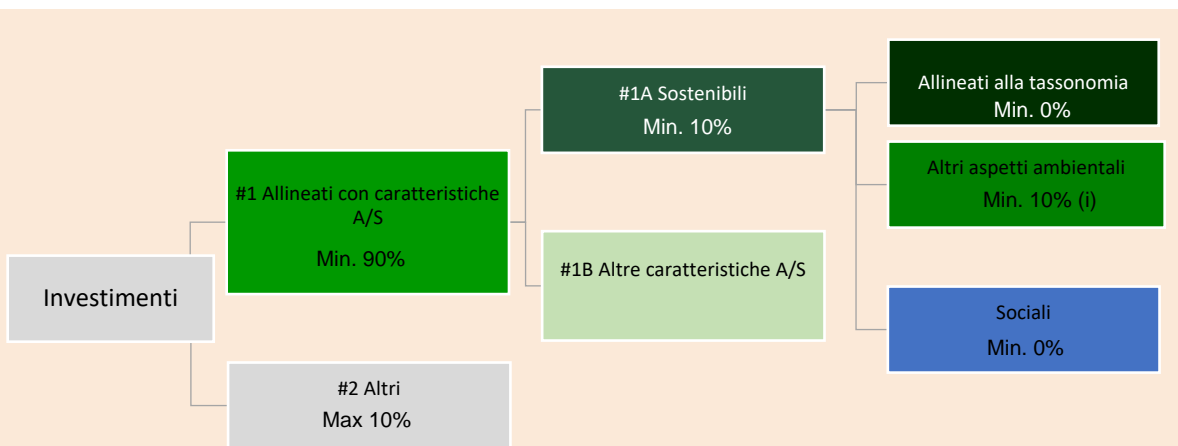 Investimenti
#1 Allineati con caratteristiche
A/S
Min. 90%
#2 Altri
Max 10%
#1A Sostenibili
Min. 10%
#1B Altre caratteristiche A/S
Allineati alla tassonomia
Min. 0%
Altri aspetti ambientali
Min. 10% (i)
Sociali
Min. 0%